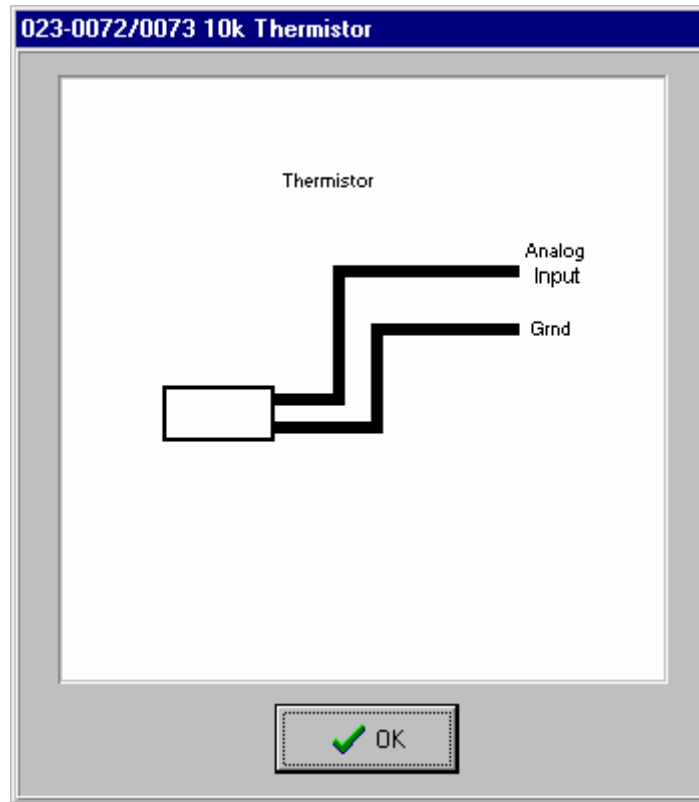 023-0072/0073 10k Thermistor
Thermistor
Analog
Input
Grnd
OK